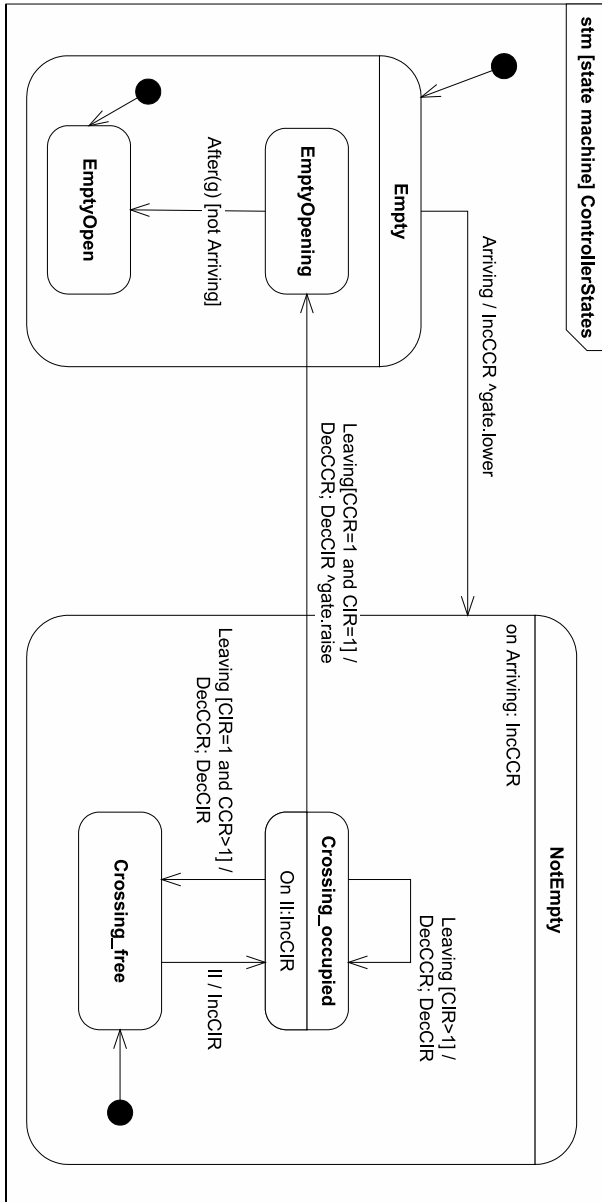 stm [state machine] ControllerStates
Empty
EmptyOpening
After(g) [not Arriving]
EmptyOpen
Arriving / IncCCR ^gate.lower
Leaving[CCR=1 and CIR=1] /
DecCCR; DecCIR ^gate.raise
NotEmpty
on Arriving: IncCCR
Leaving [CIR>1] /
DecCCR; DecCIR
Crossing_occupied
On II:IncCIR
Leaving [CIR=1 and CCR>1] /
DecCCR; DecCIR
II / IncCIR
Crossing_free